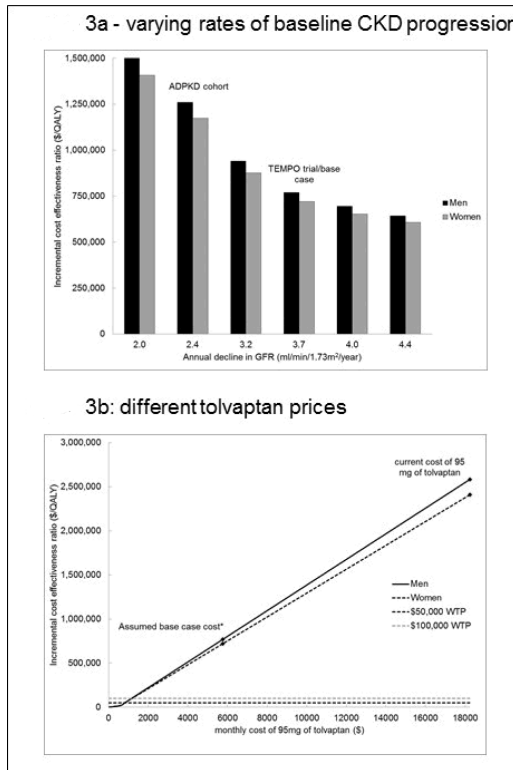 3a - varying rates of baseline CKD progression
1,500,000
1,250,000
1,000,000
750,000
500,000
250,000
0
Incremental cost effectiveness ratio ($/QALY)
ADPKD cohort
TEMPO trial/base
case
Men
Women
2.0 2.4 3.2 3.7 4.0 4.4
Annual decline in GFR (ml/min/1.73m²/year)
3b: different tolvaptan prices
3,000,000
2,500,000
2,000,000
1,500,000
1,000,000
500,000
0
Incremental cost effectiveness ratio ($/QALY)
current cost of 95
mg of tolvaptan
Assumed base case cost*
Men
Women
$50,000 WTP
$100,000 WTP
0 2000 4000 6000 8000 10000 12000 14000 16000 18000
monthly cost of 95mg of tolvaptan ($)